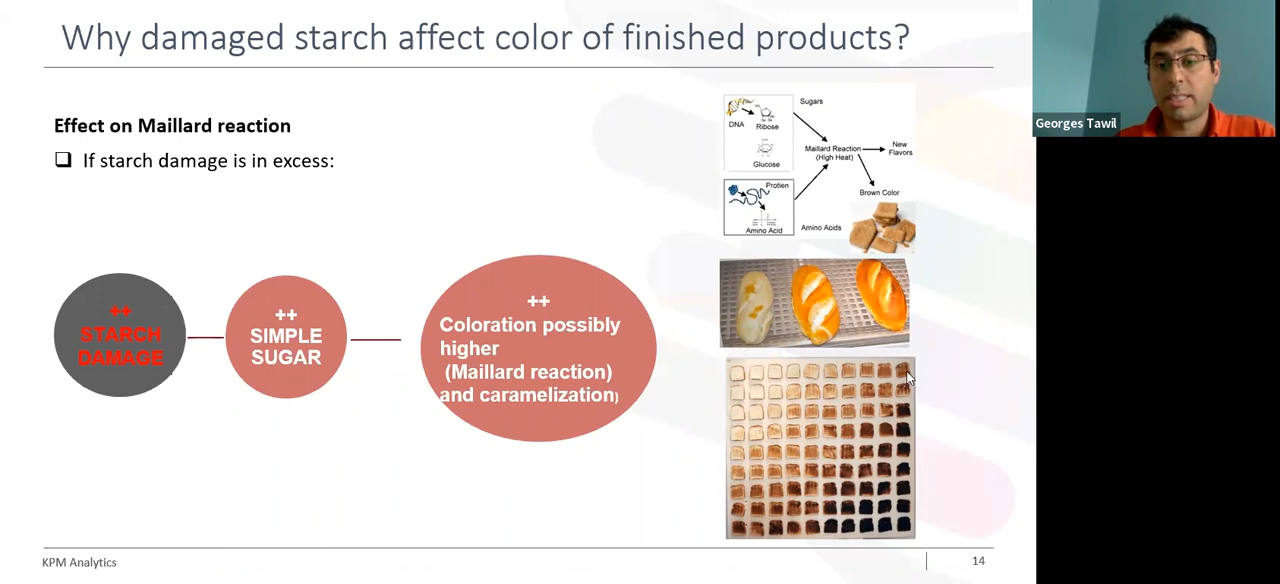 Why damaged starch affect color of finished products?
Effect on Maillard reaction
❑ If starch damage is in excess:
++
STARCH
DAMAGE
++
SIMPLE
SUGAR
++
Coloration possibly
higher
(Maillard reaction)
and caramelization)
Sugars
DNA
Ribose
Glucose
Maillard Reaction
(High Heat)
New
Flavors
Brown Color
Protien
Amino Acid
Amino Acids
Georges Tawil
KPM Analytics
14